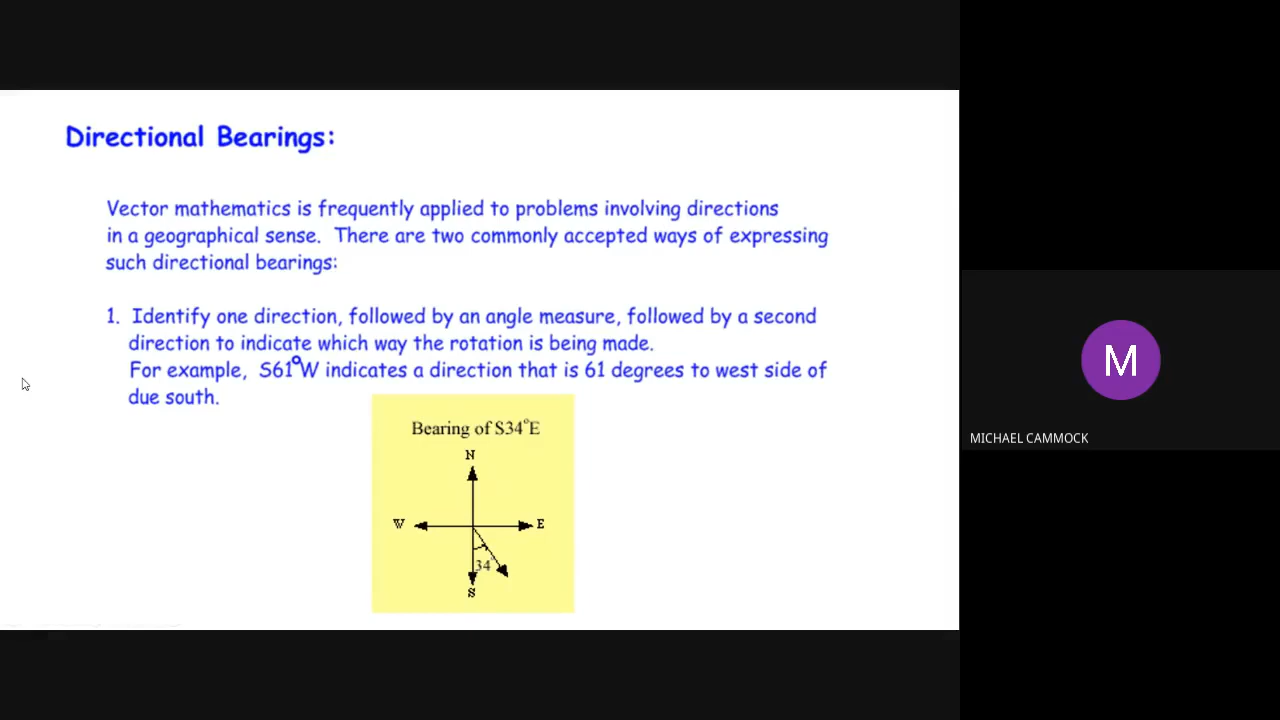 Directional Bearings:
Vector mathematics is frequently applied to problems involving directions
in a geographical sense. There are two commonly accepted ways of expressing
such directional bearings:
1. Identify one direction, followed by an angle measure, followed by a second
direction to indicate which way the rotation is being made.
For example, S61°W indicates a direction that is 61 degrees to west side of
due south.
Bearing of S34°E
N
W E
34°
S
M
MICHAEL CAMMOCK